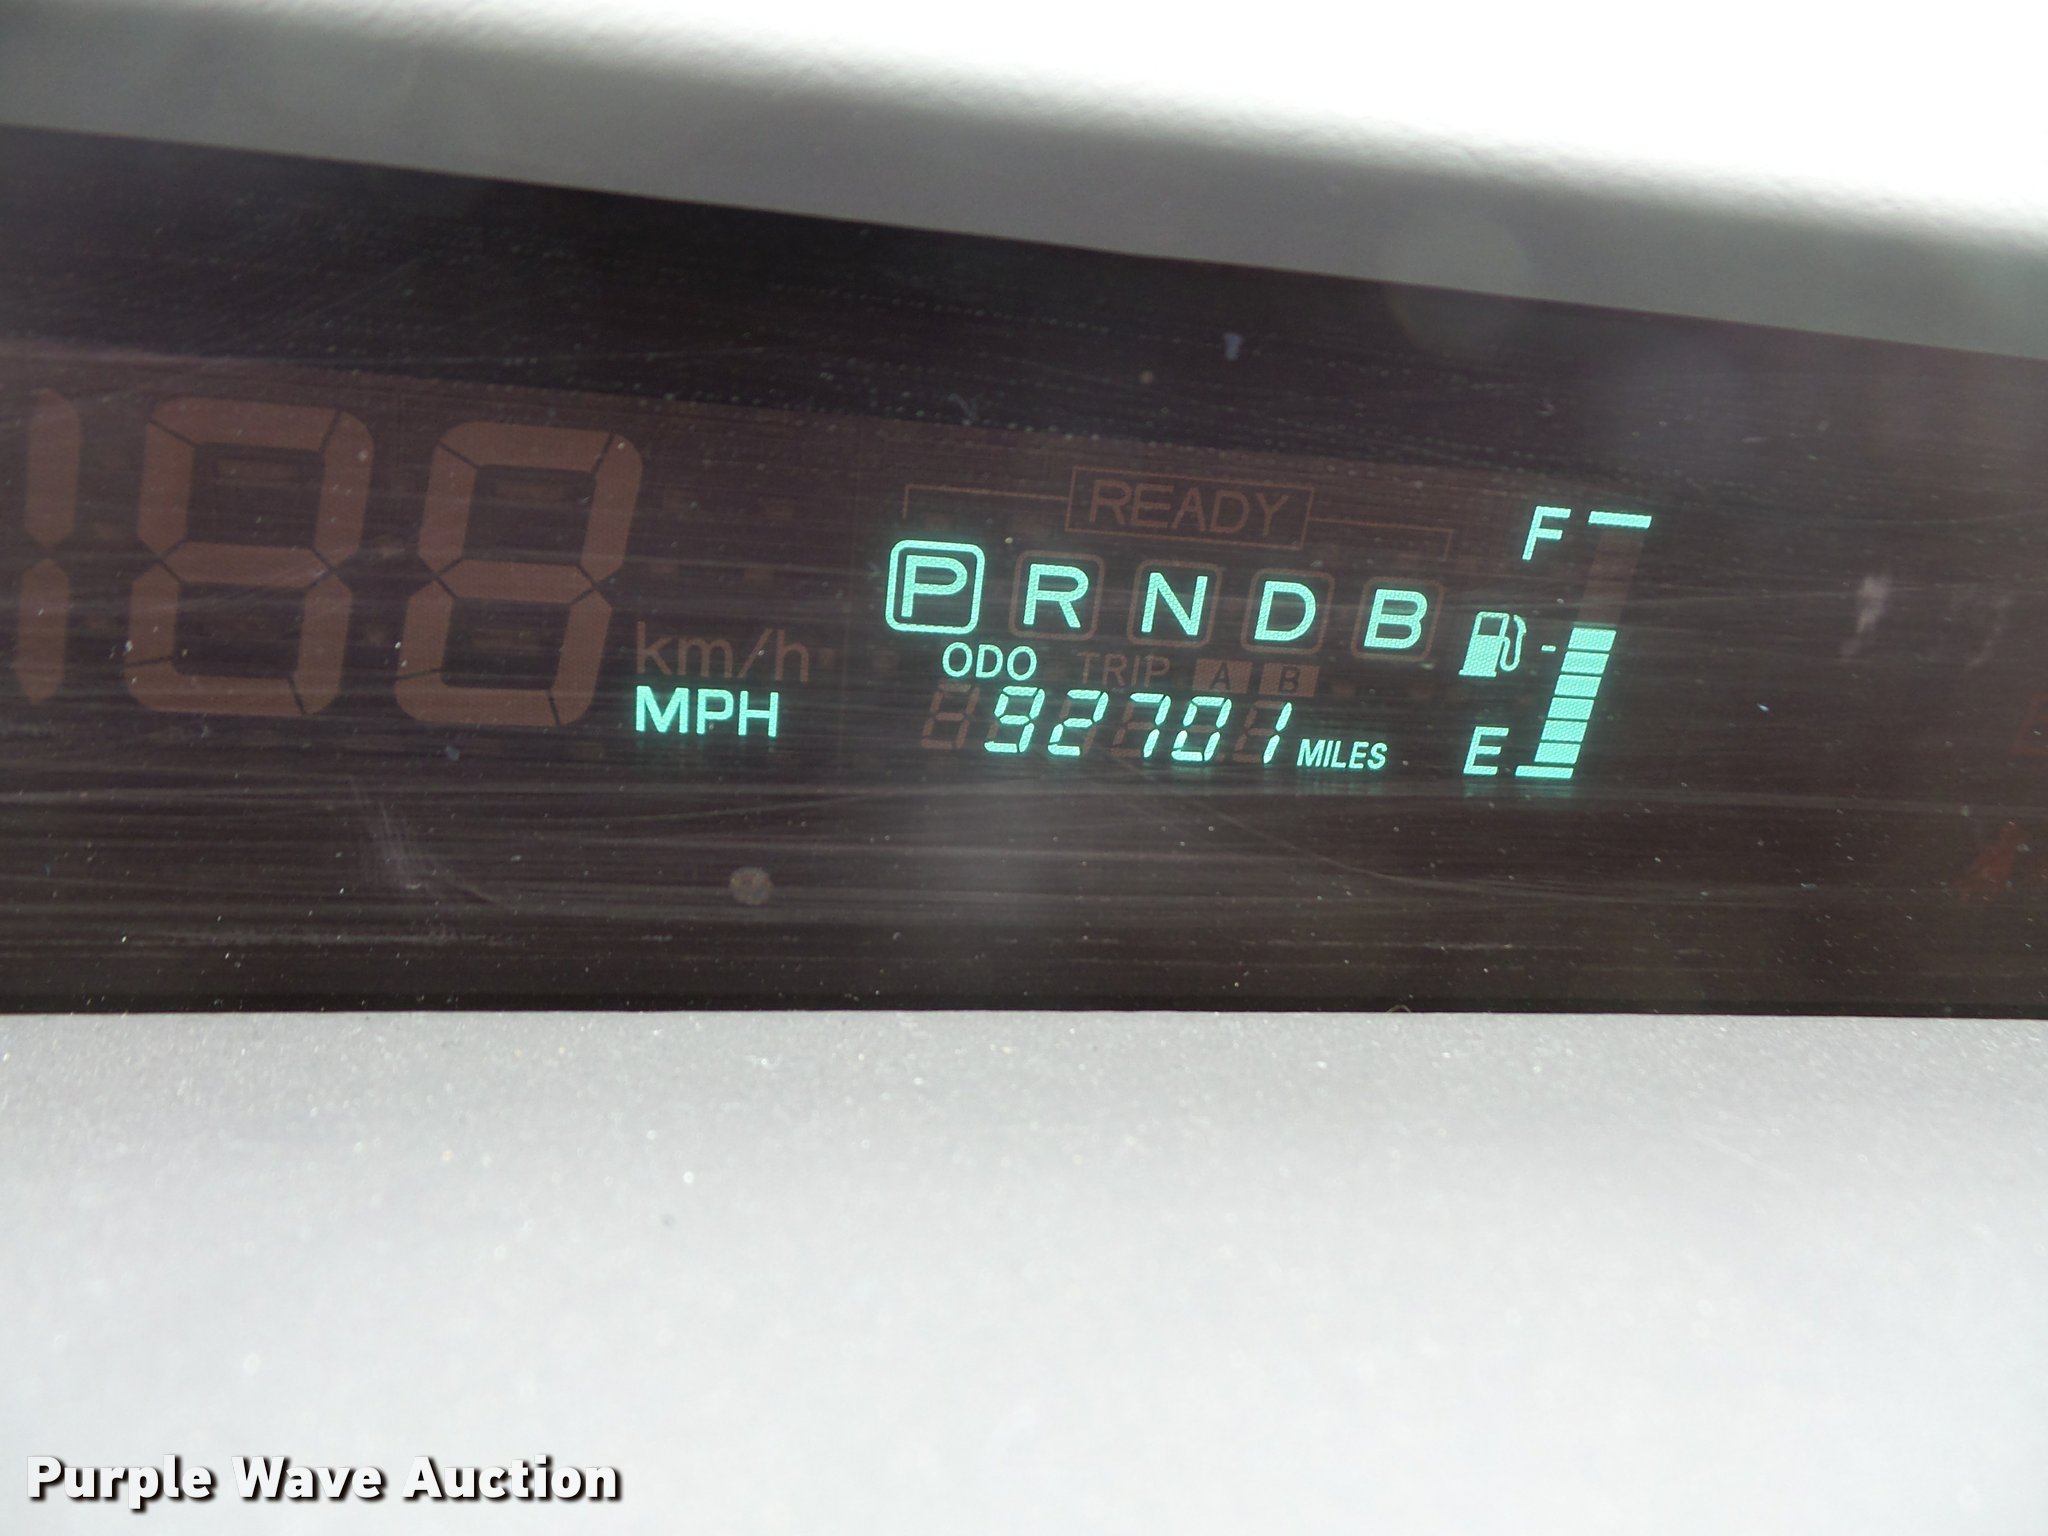 READY
F
P R N D B
km/h
ODO TRIP A B
MPH
92701 MILES
E
Purple Wave Auction